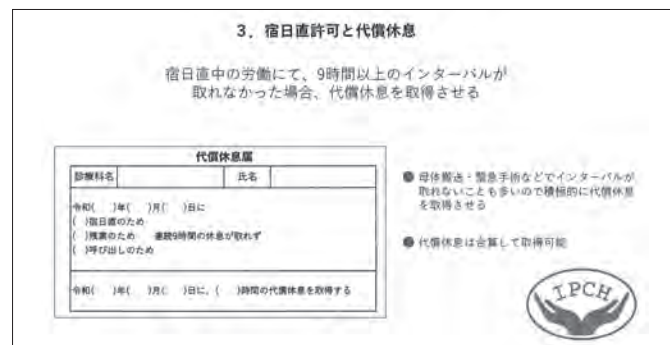 3．宿日直許可と代償休息
宿日直中の労働にて、9時間以上のインターバルが
取れなかった場合、代償休息を取得させる
代償休息届
診療科名 氏名
令和( )年( )月( )日に
( )宿日直のため
( )残業のため 連続9時間の休息が取れず
( )呼び出しのため
令和( )年( )月( )日に、( )時間の代償休息を取得する
● 母体搬送・緊急手術などでインターバルが
取れないことも多いので積極的に代償休息
を取得させる
● 代償休息は合算して取得可能
IPCH